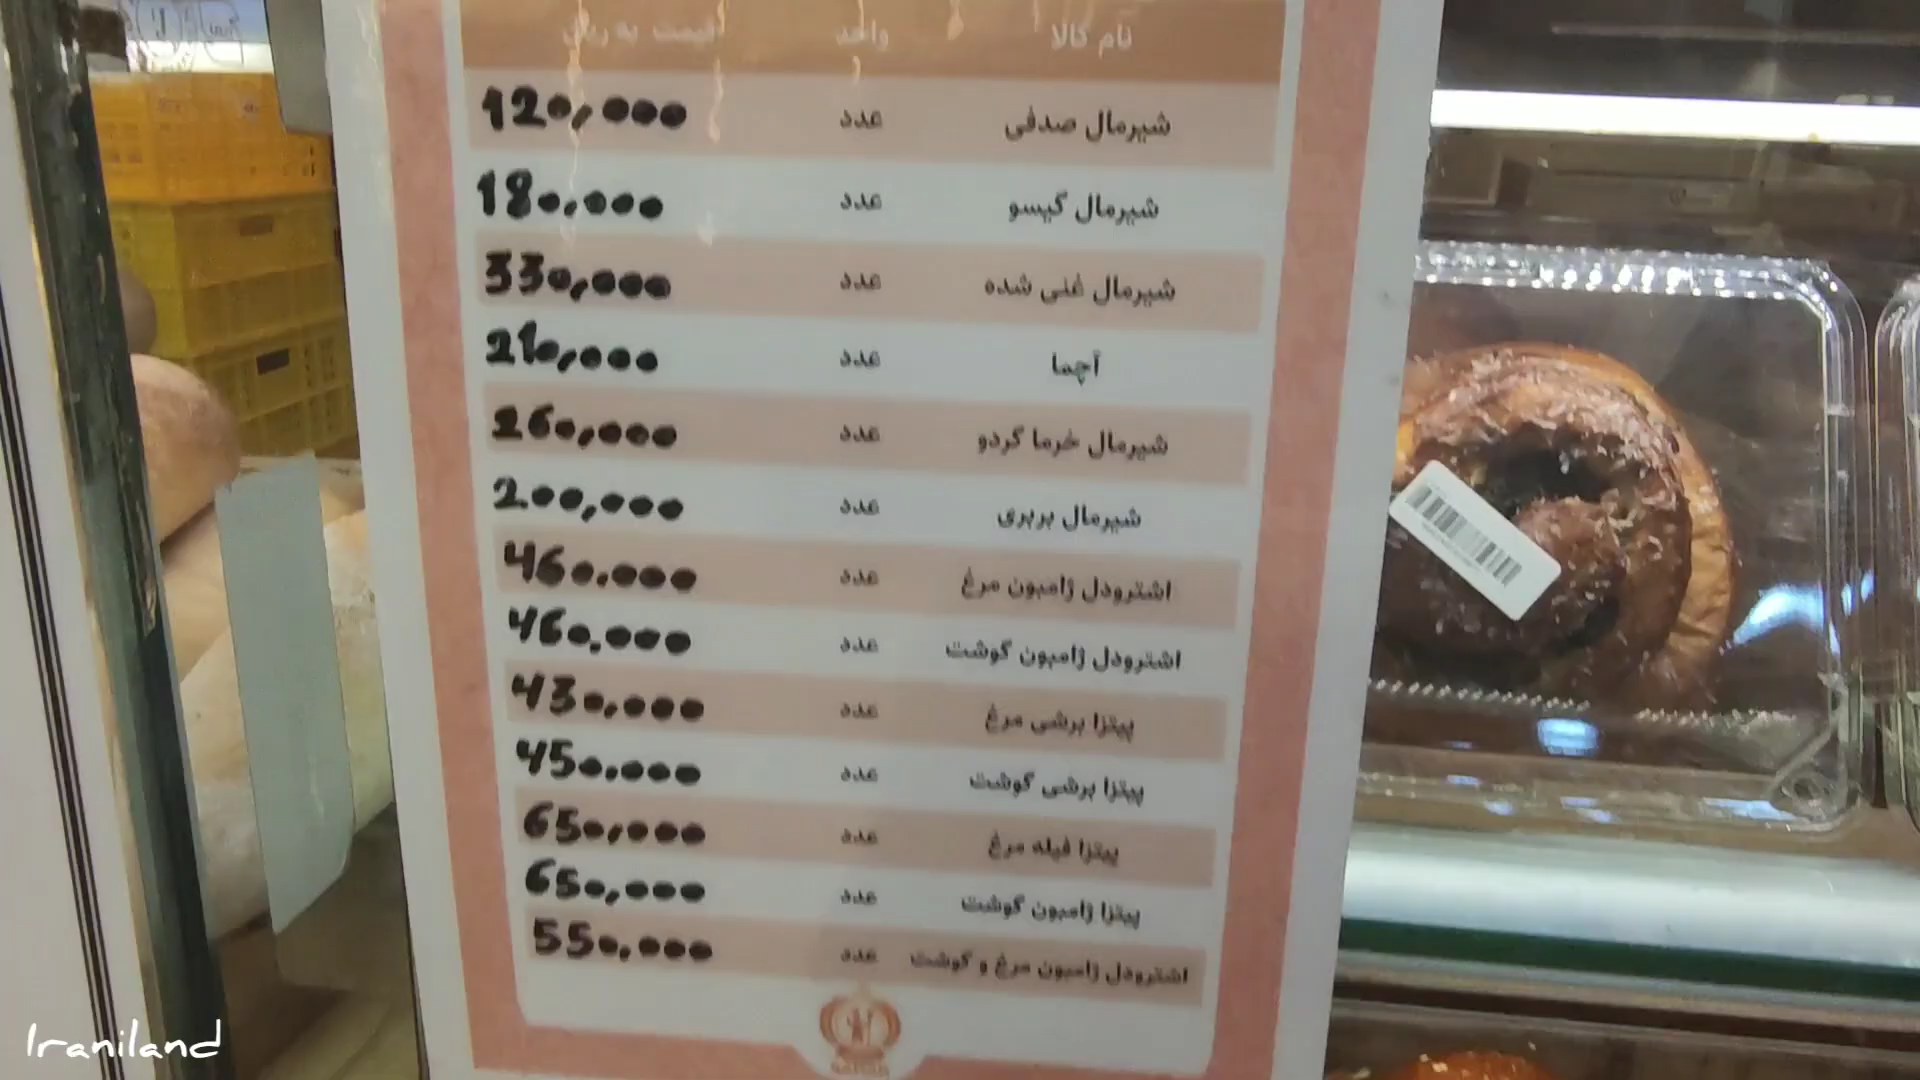 نام کالا واحد قیمت به ریال
شیرمال صدفی عدد 120,000
شیرمال گیسو عدد 180,000
شیرمال غنی شده عدد 330,000
آچما عدد 210,000
شیرمال خرما گردو عدد 260,000
شیرمال بربری عدد 200,000
اشترودل ژامبون مرغ عدد 460,000
اشترودل ژامبون گوشت عدد 460,000
پیتزا برشی مرغ عدد 430,000
پیتزا برشی گوشت عدد 450,000
پیتزا فیله مرغ عدد 650,000
پیتزا ژامبون گوشت عدد 650,000
اشترودل ژامبون مرغ و گوشت عدد 550,000
Iraniland